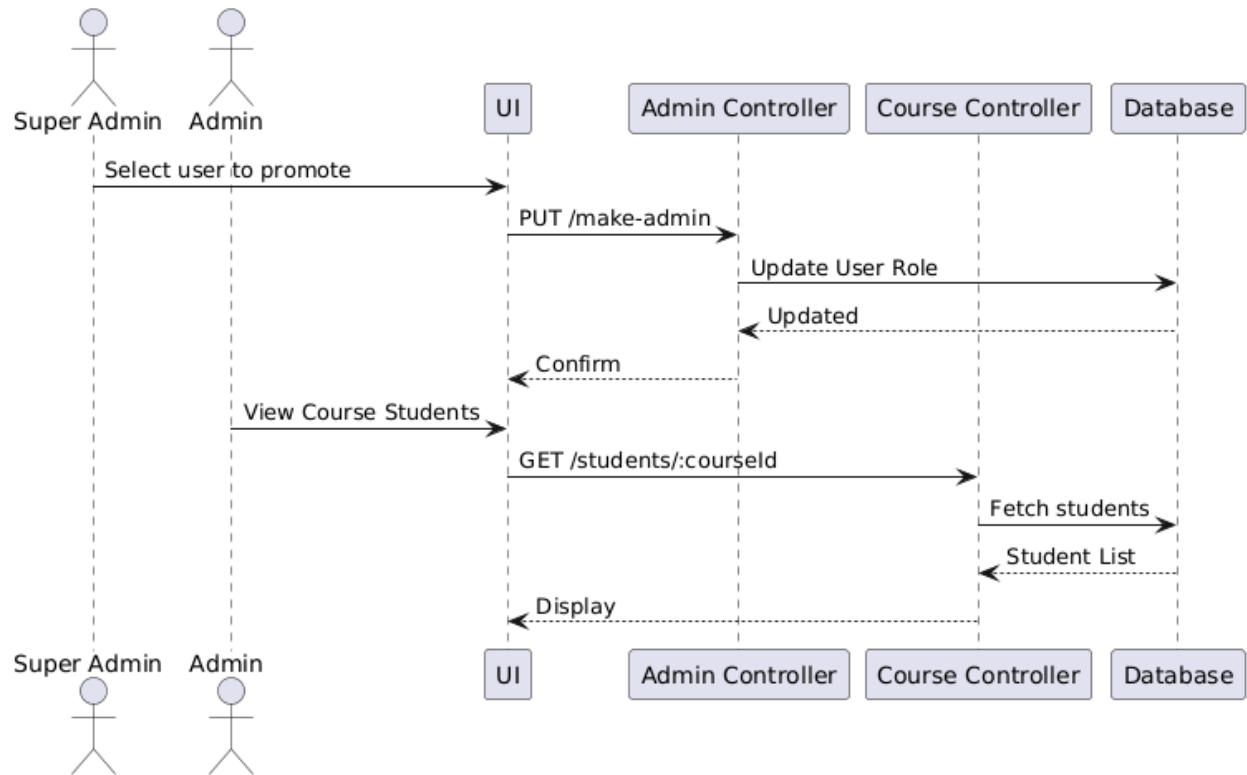 Super Admin
Admin
UI
Admin Controller
Course Controller
Database
Select user to promote
PUT /make-admin
Update User Role
Updated
Confirm
View Course Students
GET /students/:courseId
Fetch students
Student List
Display
Super Admin
Admin
UI
Admin Controller
Course Controller
Database